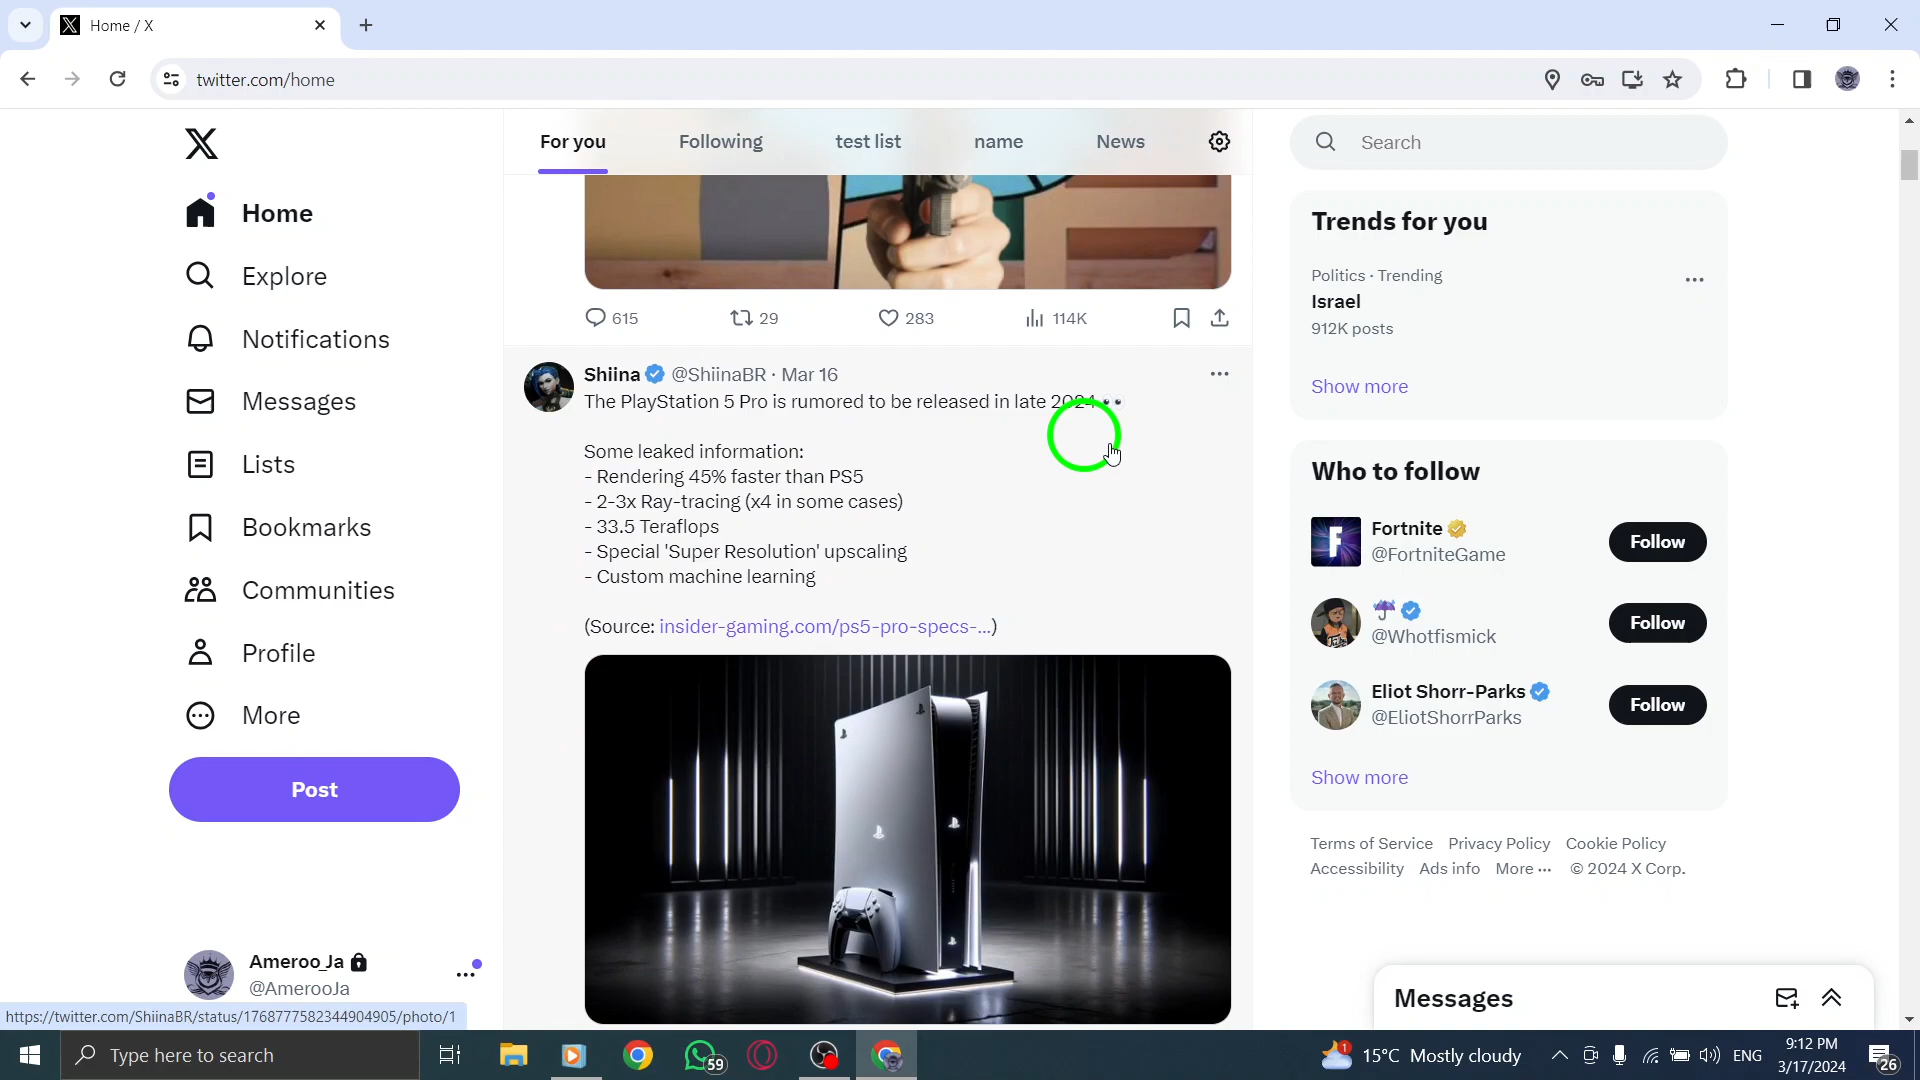 Home / X
twitter.com/home
Home
Explore
Notifications
Messages
Lists
Bookmarks
Communities
Profile
More
Post
Ameroo_Ja
@AmerooJa
https://twitter.com/ShiinaBR/status/1768777582344904905/photo/1
For you
Following
test list
name
News
615
29
283
114K
Shiina @ShiinaBR · Mar 16
The PlayStation 5 Pro is rumored to be released in late 2024 👀
Some leaked information:
- Rendering 45% faster than PS5
- 2-3x Ray-tracing (x4 in some cases)
- 33.5 Teraflops
- Special 'Super Resolution' upscaling
- Custom machine learning
(Source: insider-gaming.com/ps5-pro-specs-...)
Search
Trends for you
Politics · Trending
Israel
912K posts
Show more
Who to follow
Fortnite
@FortniteGame
Follow
☂
@Whotfismick
Follow
Eliot Shorr-Parks
@EliotShorrParks
Follow
Show more
Terms of Service Privacy Policy Cookie Policy
Accessibility Ads info More ··· © 2024 X Corp.
Messages
Type here to search
59
1
15°C Mostly cloudy
ENG
9:12 PM
3/17/2024
26